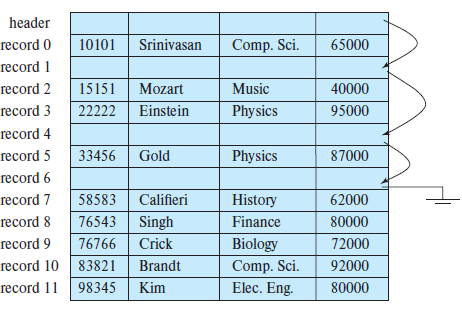 header
record 0 10101 Srinivasan Comp. Sci. 65000
record 1
record 2 15151 Mozart Music 40000
record 3 22222 Einstein Physics 95000
record 4
record 5 33456 Gold Physics 87000
record 6
record 7 58583 Califieri History 62000
record 8 76543 Singh Finance 80000
record 9 76766 Crick Biology 72000
record 10 83821 Brandt Comp. Sci. 92000
record 11 98345 Kim Elec. Eng. 80000